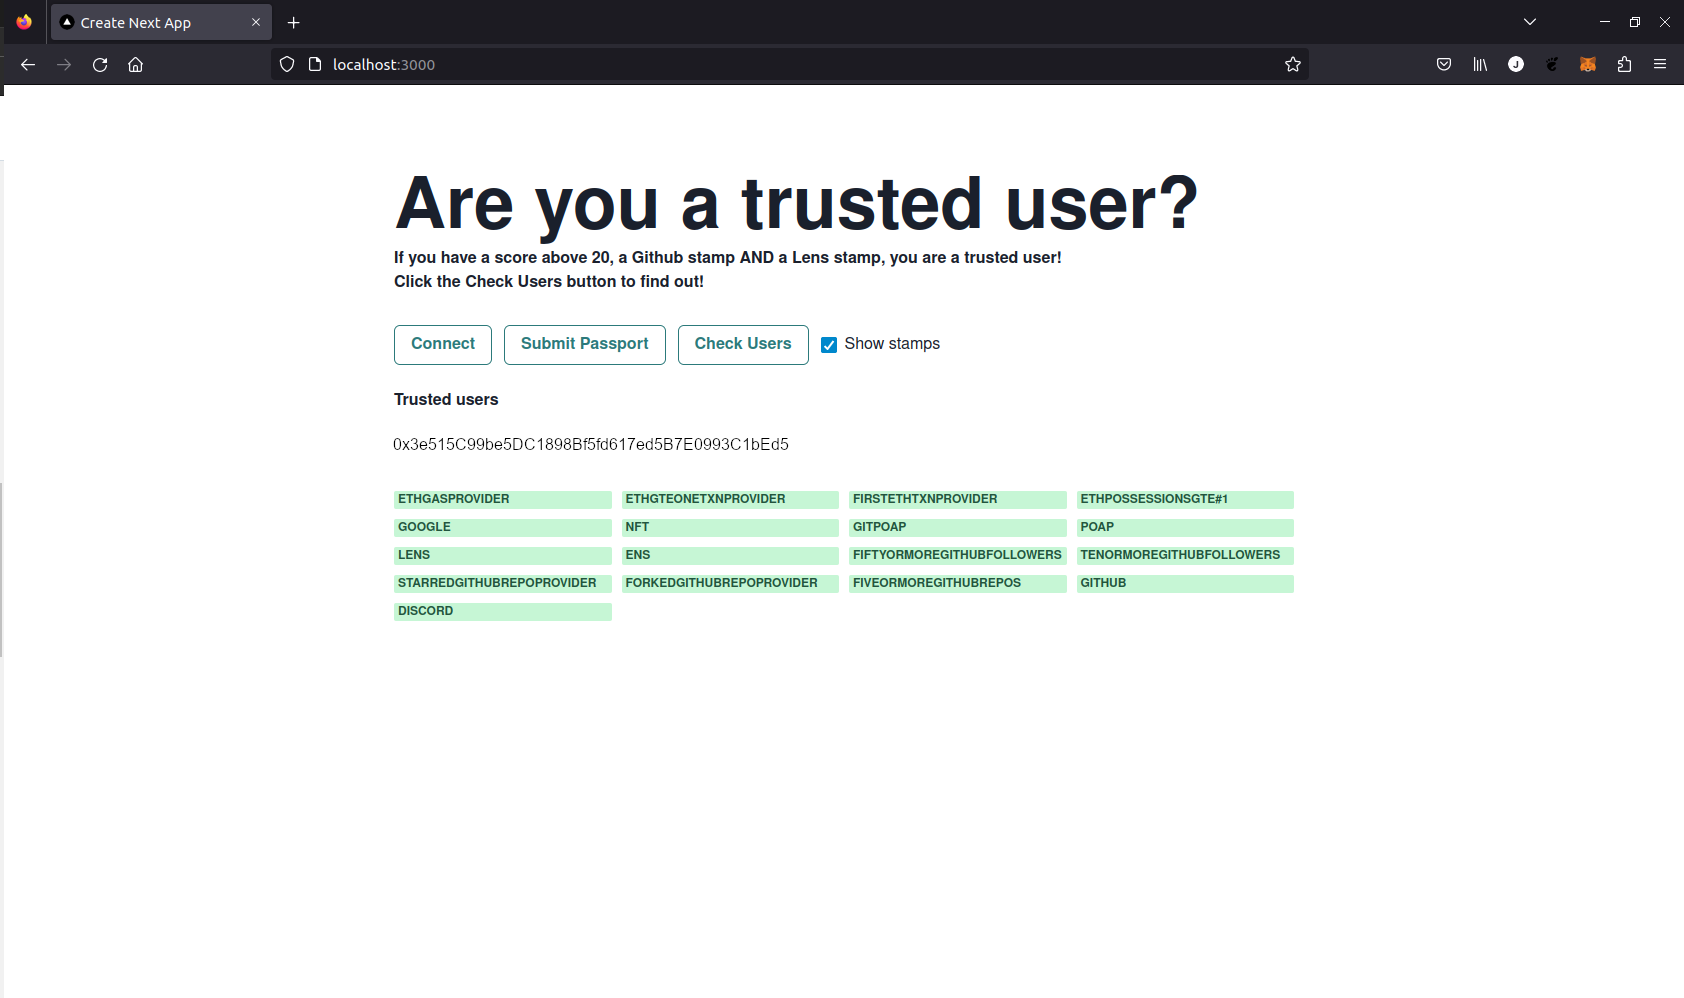 Create Next App
localhost:3000
J
Are you a trusted user?
If you have a score above 20, a Github stamp AND a Lens stamp, you are a trusted user!
Click the Check Users button to find out!
Connect Submit Passport Check Users Show stamps
Trusted users
0x3e515C99be5DC1898Bf5fd617ed5B7E0993C1bEd5
ETHGASPROVIDER ETHGTEONETXNPROVIDER FIRSTETHTXNPROVIDER ETHPOSSESSIONSGTE#1
GOOGLE NFT GITPOAP POAP
LENS ENS FIFTYORMOREGITHUBFOLLOWERS TENORMOREGITHUBFOLLOWERS
STARREDGITHUBREPOPROVIDER FORKEDGITHUBREPOPROVIDER FIVEORMOREGITHUBREPOS GITHUB
DISCORD